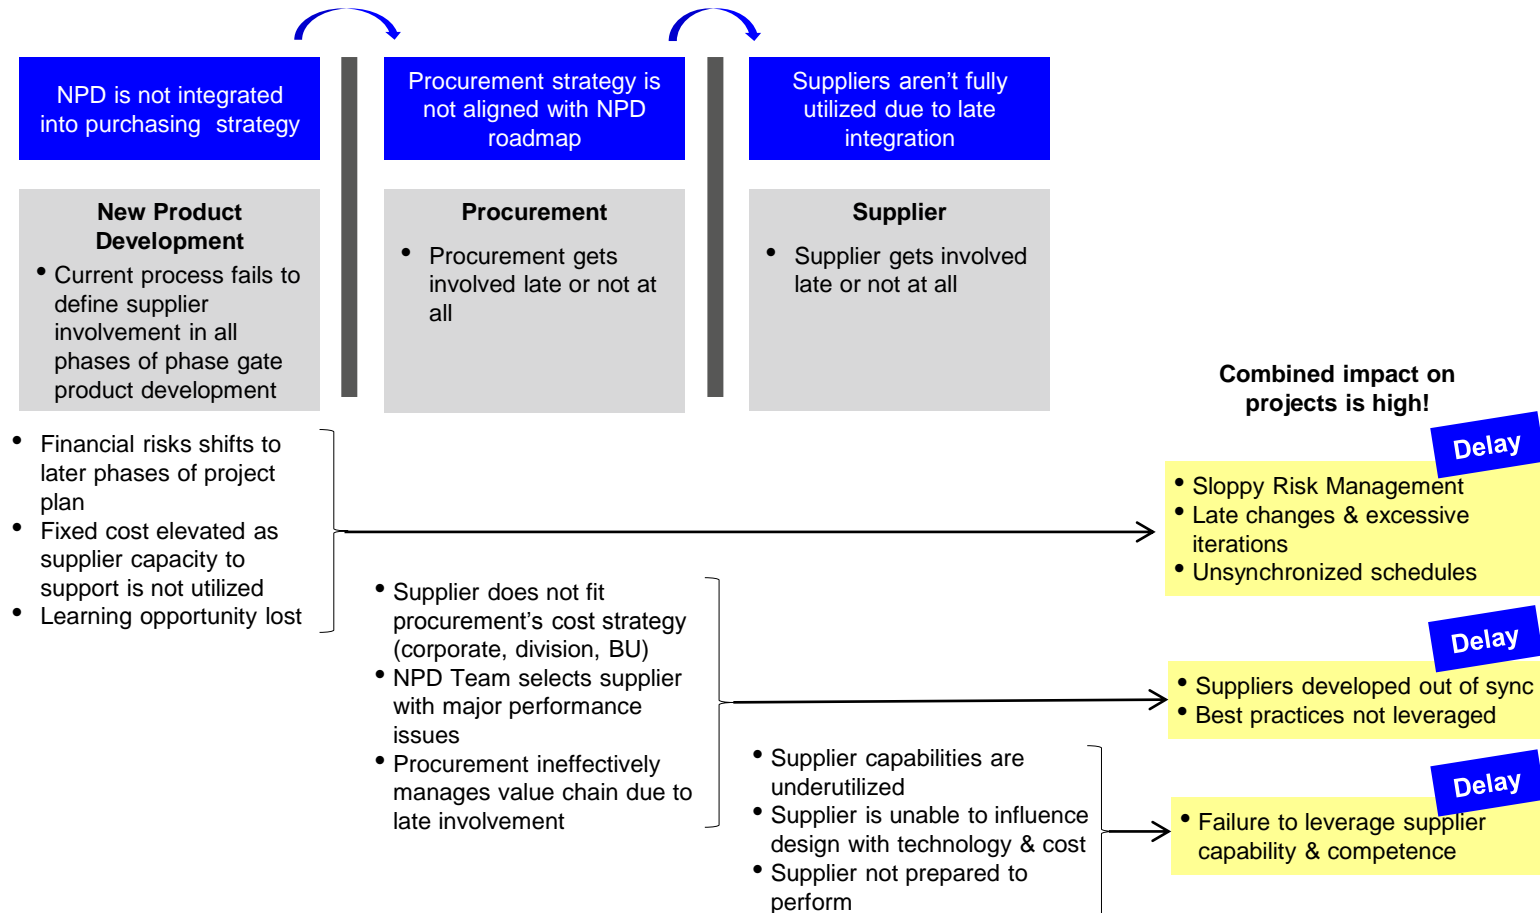 NPD is not integrated
into purchasing strategy
Procurement strategy is
not aligned with NPD
roadmap
Suppliers aren't fully
utilized due to late
integration
New Product
Development
• Current process fails to
define supplier
involvement in all
phases of phase gate
product development
Procurement
• Procurement gets
involved late or not at
all
Supplier
• Supplier gets involved
late or not at all
• Financial risks shifts to
later phases of project
plan
• Fixed cost elevated as
supplier capacity to
support is not utilized
• Learning opportunity lost
• Supplier does not fit
procurement's cost strategy
(corporate, division, BU)
• NPD Team selects supplier
with major performance
issues
• Procurement ineffectively
manages value chain due to
late involvement
• Supplier capabilities are
underutilized
• Supplier is unable to influence
design with technology & cost
• Supplier not prepared to
perform
Combined impact on
projects is high!
Delay
• Sloppy Risk Management
• Late changes & excessive
iterations
• Unsynchronized schedules
Delay
• Suppliers developed out of sync
• Best practices not leveraged
Delay
• Failure to leverage supplier
capability & competence